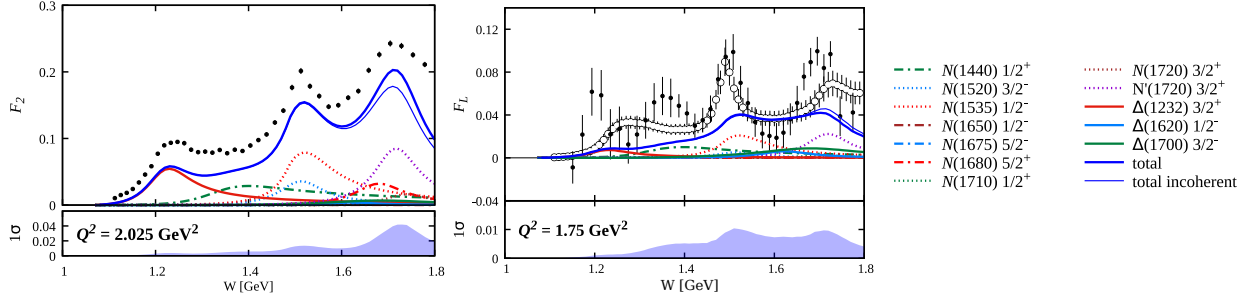 0.3
0.2
0.1
0
F₂
0.04
0.02
0
1σ
Q² = 2.025 GeV²
1 1.2 1.4 1.6 1.8
W [GeV]
0.12
0.08
0.04
0
-0.04
F_L
0.01
0
1σ
Q² = 1.75 GeV²
1 1.2 1.4 1.6 1.8
W [GeV]
N(1440) 1/2⁺
N(1520) 3/2⁻
N(1535) 1/2⁻
N(1650) 1/2⁻
N(1675) 5/2⁻
N(1680) 5/2⁺
N(1710) 1/2⁺
N(1720) 3/2⁺
N'(1720) 3/2⁺
Δ(1232) 3/2⁺
Δ(1620) 1/2⁻
Δ(1700) 3/2⁻
total
total incoherent